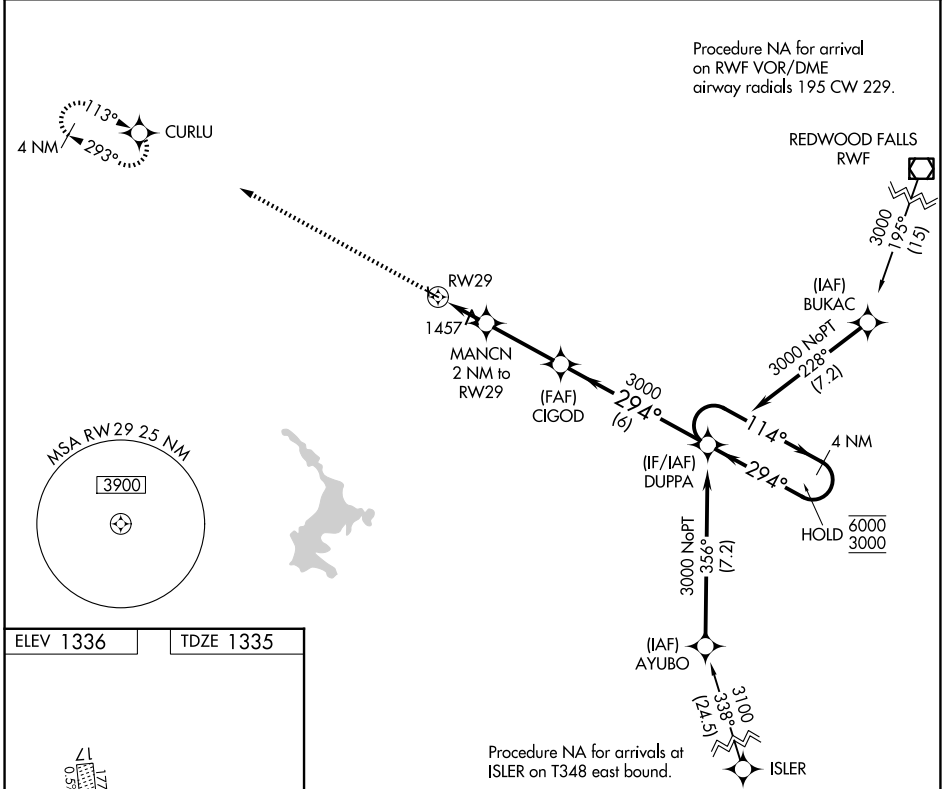 Procedure NA for arrival
on RWF VOR/DME
airway radials 195 CW 229.
113°
CURLU
4 NM
293°
REDWOOD FALLS
RWF
3000
195°
(15)
RW29
(IAF)
BUKAC
1457
MANCN
2 NM to
RW29
3000 NoPT
228°
(7.2)
(FAF)
CIGOD
3000
294°
(6)
114°
4 NM
(IF/IAF)
DUPPA
294°
HOLD
6000
3000
MSA RW29 25 NM
3900
3000 NoPT
356°
(7.2)
ELEV 1336
TDZE 1335
(IAF)
AYUBO
3100
338°
(24.5)
Procedure NA for arrivals at
ISLER on T348 east bound.
ISLER
17